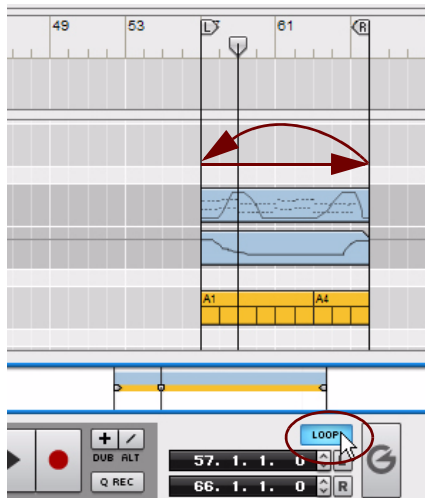 49 53 L 61 R
A1 A4
LOOP
DUB ALT
57. 1. 1. 0 L
Q REC
66. 1. 1. 0 R